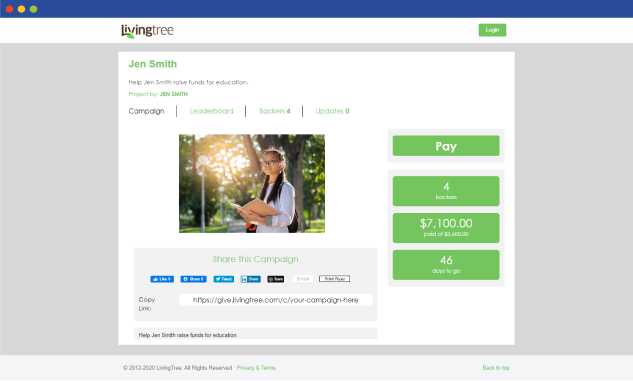 livingtree
Login
Jen Smith
Help Jen Smith raise funds for education.
Project by: JEN SMITH
Campaign Leaderboard Backers 4 Updates 0
Pay
4
backers
$7,100.00
paid of $3,600.00
46
days to go
Share this Campaign
Like 0 Share 0 Tweet Share Save Email Print Flyer
Copy Link: https://give.livingtree.com/c/your-campaign-here
Help Jen Smith raise funds for education
© 2012-2020 LivingTree. All Rights Reserved Privacy & Terms
Back to top